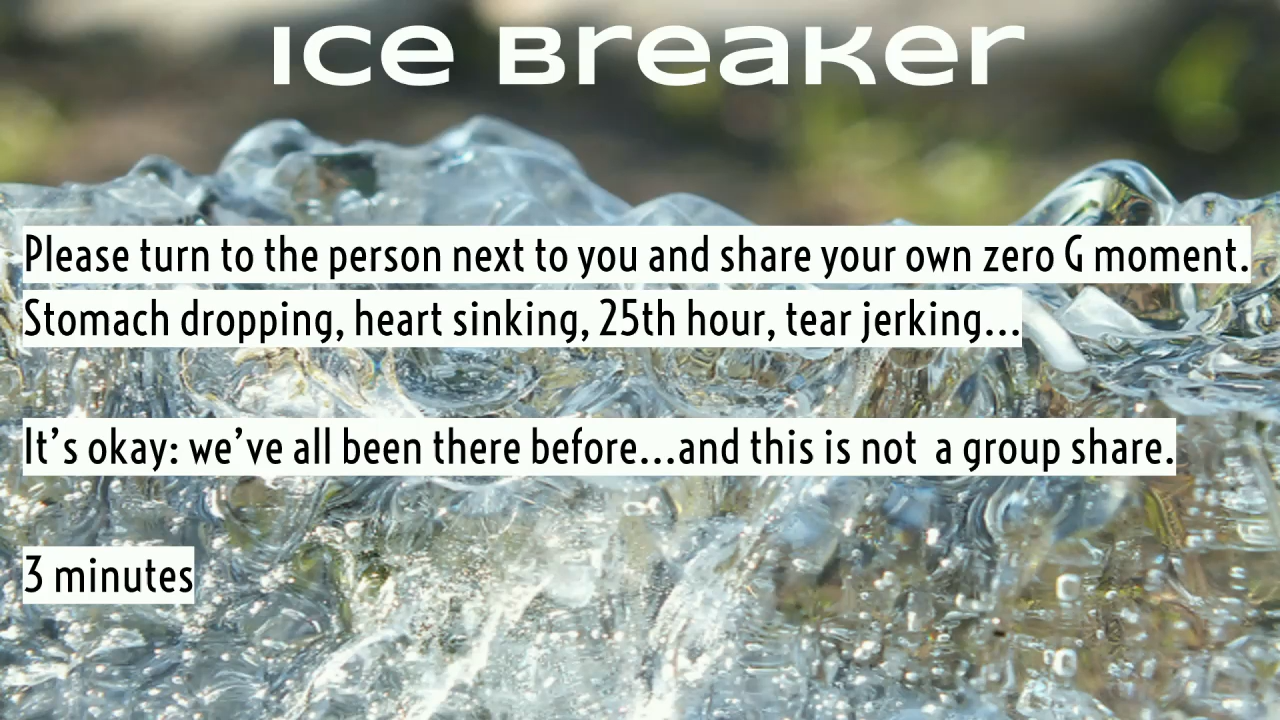 Ice Breaker
Please turn to the person next to you and share your own zero G moment.
Stomach dropping, heart sinking, 25th hour, tear jerking...
It's okay: we've all been there before...and this is not  a group share.
3 minutes